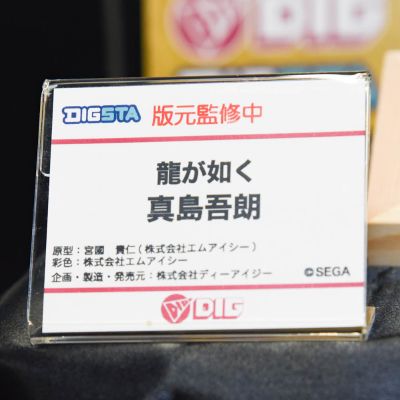 DIG
DIGSTA 版元監修中
龍が如く
真島吾朗
原型：宮國　貴仁（株式会社エムアイシー）
彩色：株式会社エムアイシー
企画・製造・発売元：株式会社ディーアイジー
©SEGA
DIG